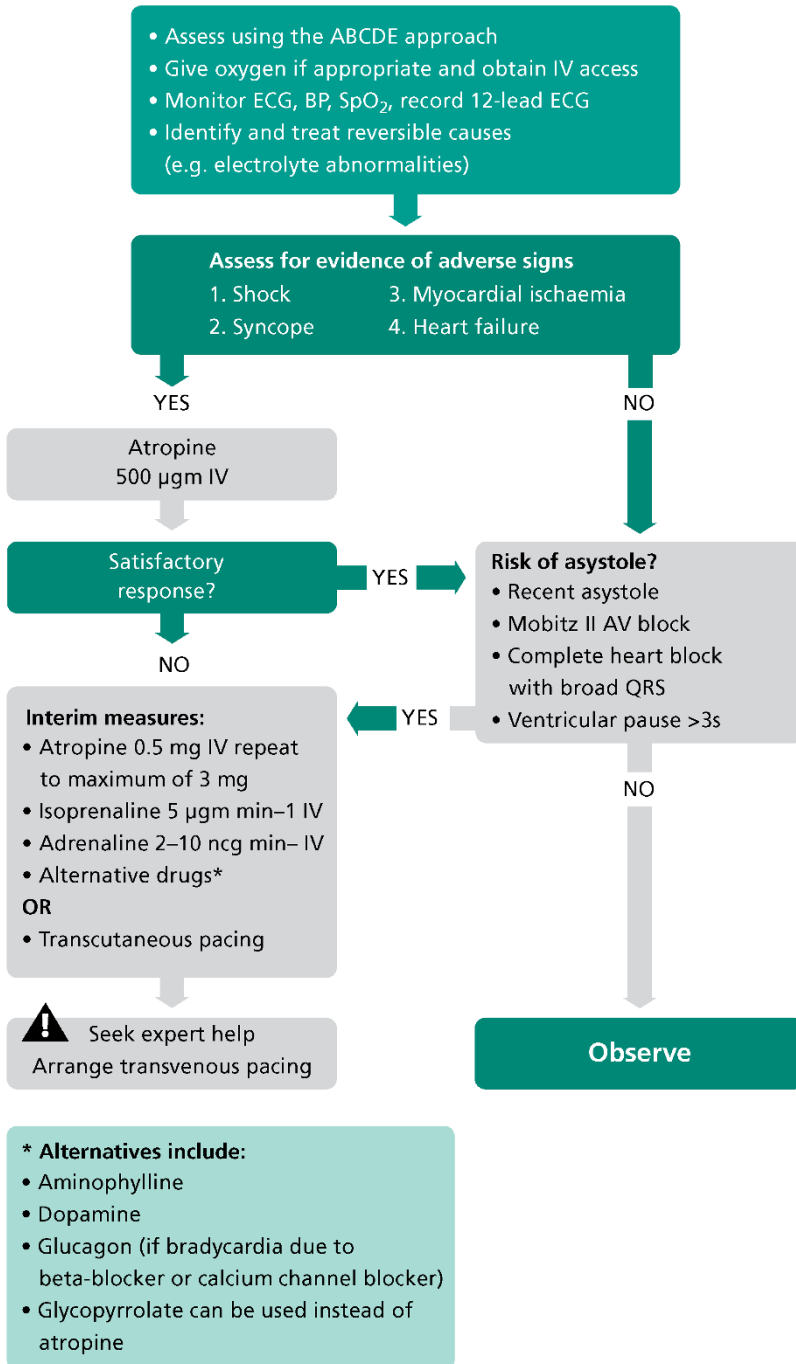 • Assess using the ABCDE approach
• Give oxygen if appropriate and obtain IV access
• Monitor ECG, BP, SpO₂, record 12-lead ECG
• Identify and treat reversible causes
(e.g. electrolyte abnormalities)
Assess for evidence of adverse signs
1. Shock 3. Myocardial ischaemia
2. Syncope 4. Heart failure
YES
NO
Atropine
500 µgm IV
Satisfactory
response?
YES
NO
Risk of asystole?
• Recent asystole
• Mobitz II AV block
• Complete heart block
with broad QRS
• Ventricular pause >3s
YES
NO
Interim measures:
• Atropine 0.5 mg IV repeat
to maximum of 3 mg
• Isoprenaline 5 µgm min–1 IV
• Adrenaline 2–10 ncg min– IV
• Alternative drugs*
OR
• Transcutaneous pacing
! Seek expert help
Arrange transvenous pacing
Observe
* Alternatives include:
• Aminophylline
• Dopamine
• Glucagon (if bradycardia due to
beta-blocker or calcium channel blocker)
• Glycopyrrolate can be used instead of
atropine